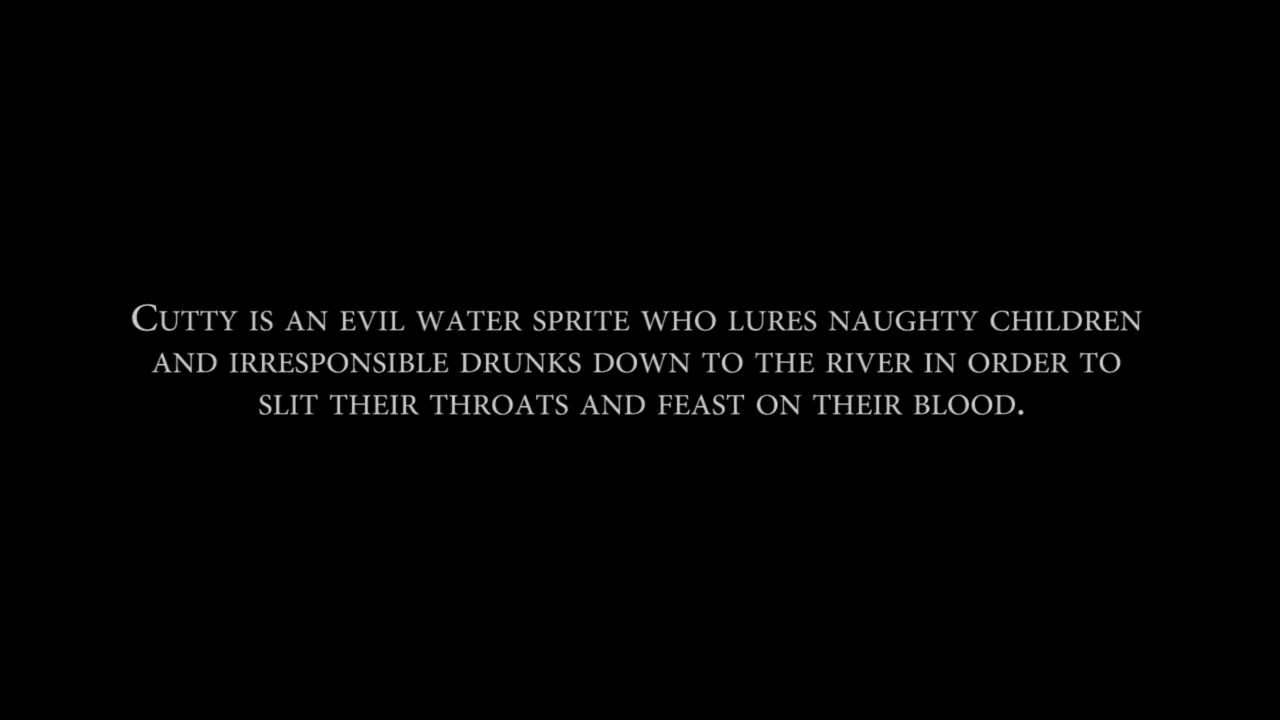 Cutty is an evil water sprite who lures naughty children
and irresponsible drunks down to the river in order to
slit their throats and feast on their blood.